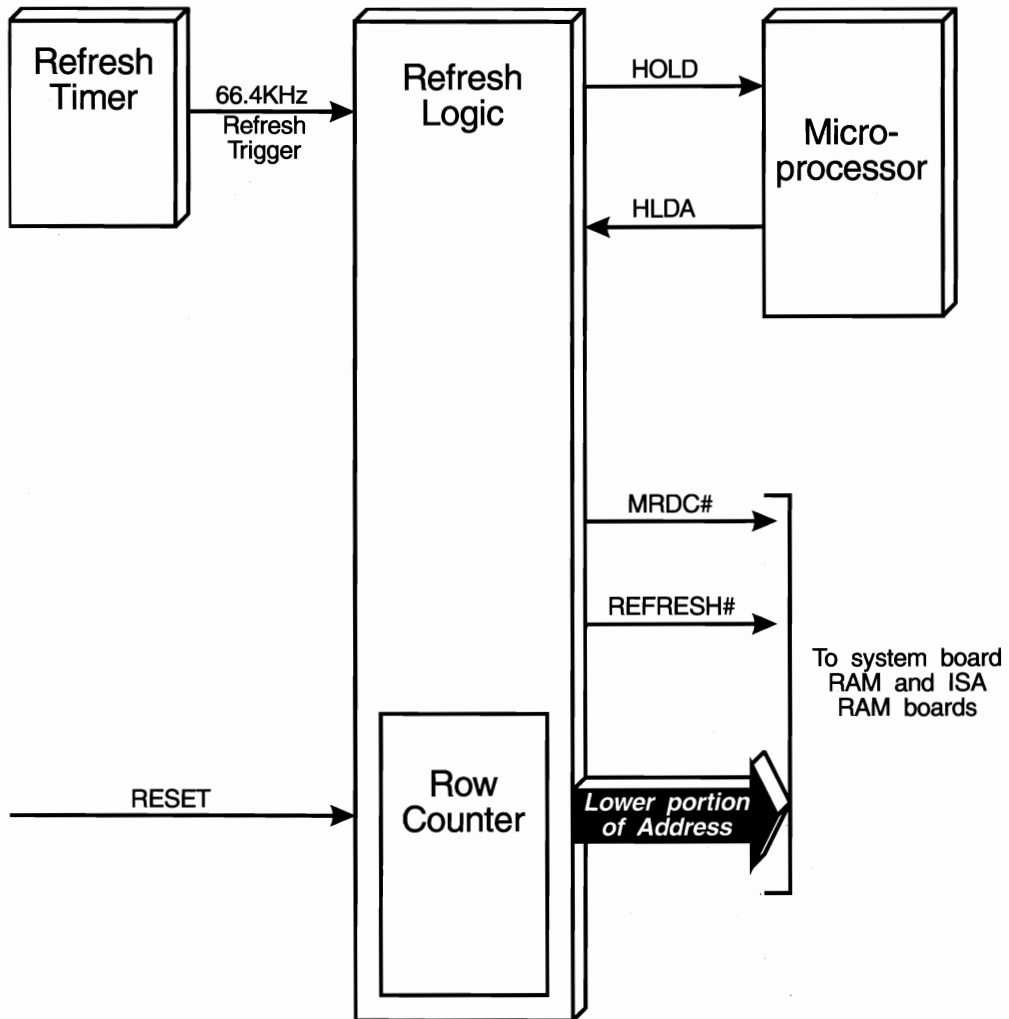 Refresh
Timer
66.4KHz
Refresh
Trigger
Refresh
Logic
HOLD
HLDA
Micro-
processor
MRDC#
REFRESH#
To system board
RAM and ISA
RAM boards
RESET
Row
Counter
Lower portion
of Address